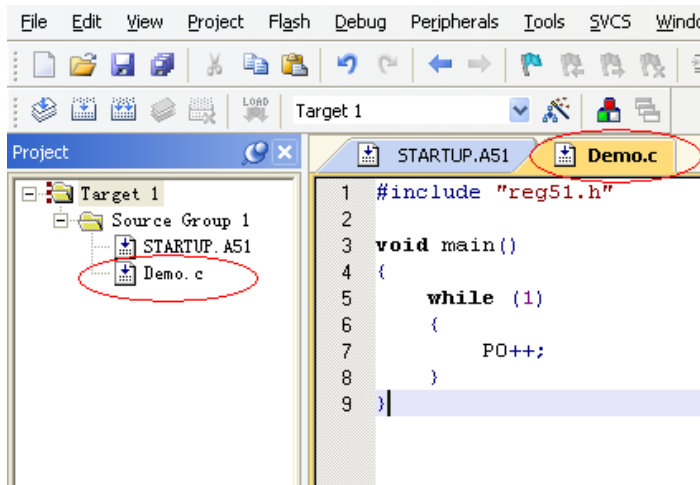 File Edit View Project Flash Debug Peripherals Tools SVCS Windo
LOAD Target 1
Project
STARTUP.A51 Demo.c
Target 1
Source Group 1
STARTUP.A51
Demo.c
1 #include "reg51.h"
2
3 void main()
4 {
5 while (1)
6 {
7 P0++;
8 }
9 }